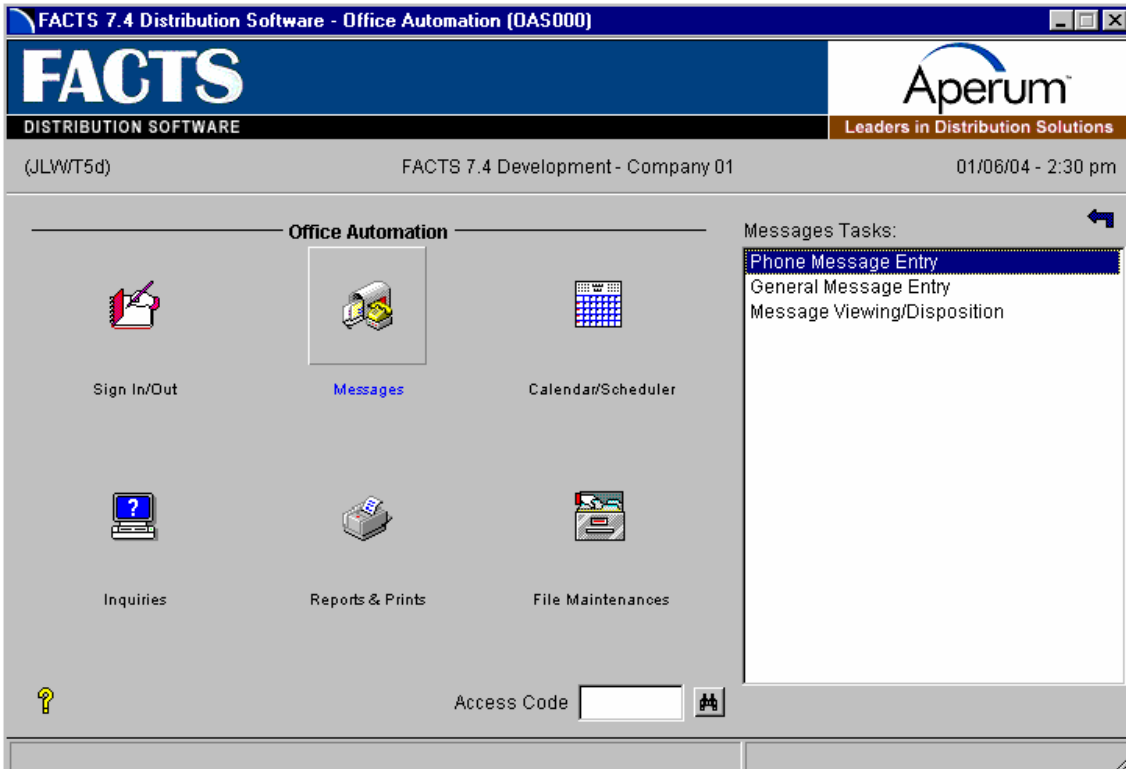 FACTS 7.4 Distribution Software - Office Automation (OAS000)
FACTS
DISTRIBUTION SOFTWARE
Aperum™
Leaders in Distribution Solutions
(JLW/T5d)
FACTS 7.4 Development - Company 01
01/06/04 - 2:30 pm
Office Automation
Sign In/Out
Messages
Calendar/Scheduler
?
Inquiries
Reports & Prints
File Maintenances
?
Access Code
Messages Tasks:
Phone Message Entry
General Message Entry
Message Viewing/Disposition